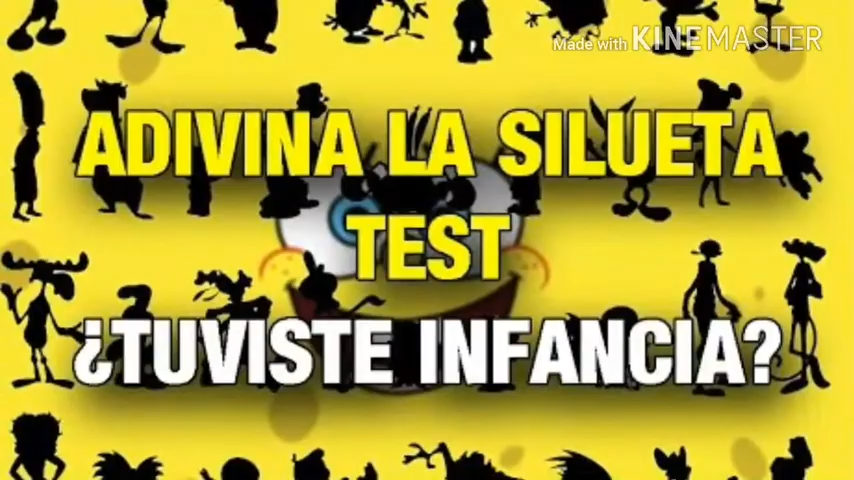 Made with KINEMASTER
ADIVINA LA SILUETA
TEST
¿TUVISTE INFANCIA?